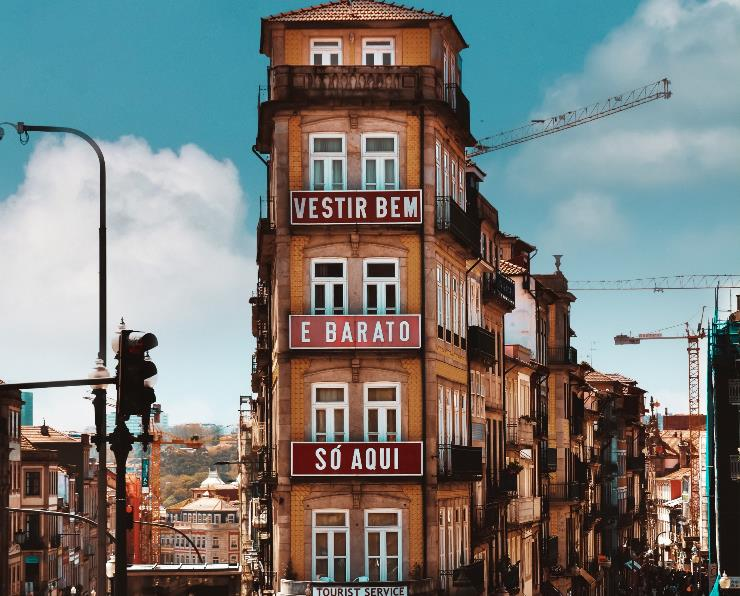 VESTIR BEM
E BARATO
SÓ AQUI
TOURIST SERVICE